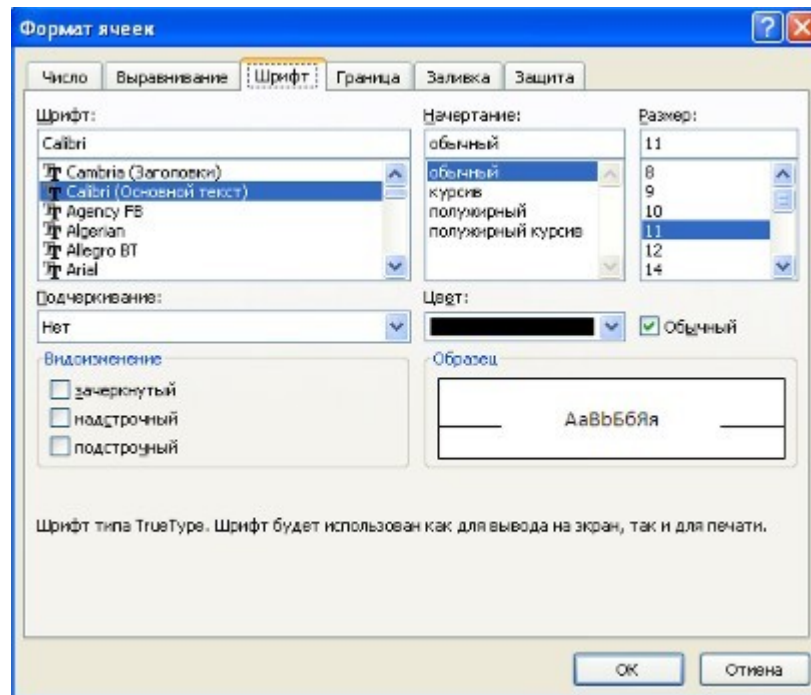 Формат ячеек
Число Выравнивание Шрифт Граница Заливка Защита
Шрифт: Начертание: Размер:
Calibri обычный 11
Cambria (Заголовки) обычный 8
Calibri (Основной текст) курсив 9
Agency FB полужирный 10
Algerian полужирный курсив 11
Allegro BT 12
Arial 14
Подчеркивание: Цвет:
Нет Обычный
Видоизменение Образец
зачеркнутый
надстрочный АаВbБбЯя
подстрочный
Шрифт типа TrueType. Шрифт будет использован как для вывода на экран, так и для печати.
ОК Отмена